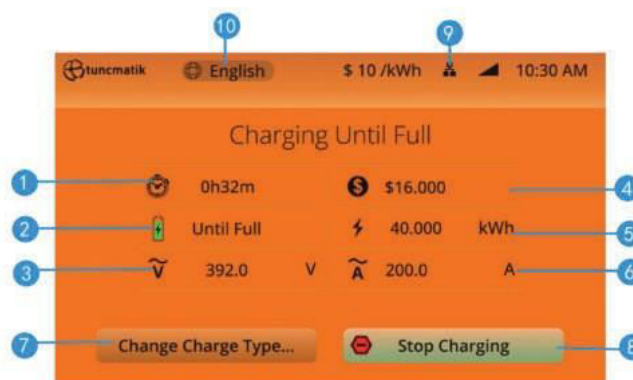 10
9
tuncmatik English $ 10 /kWh 10:30 AM
Charging Until Full
1 0h32m $ $16.000 4
2 Until Full 40.000 kWh 5
3 V 392.0 V A 200.0 A 6
7 Change Charge Type... Stop Charging 8